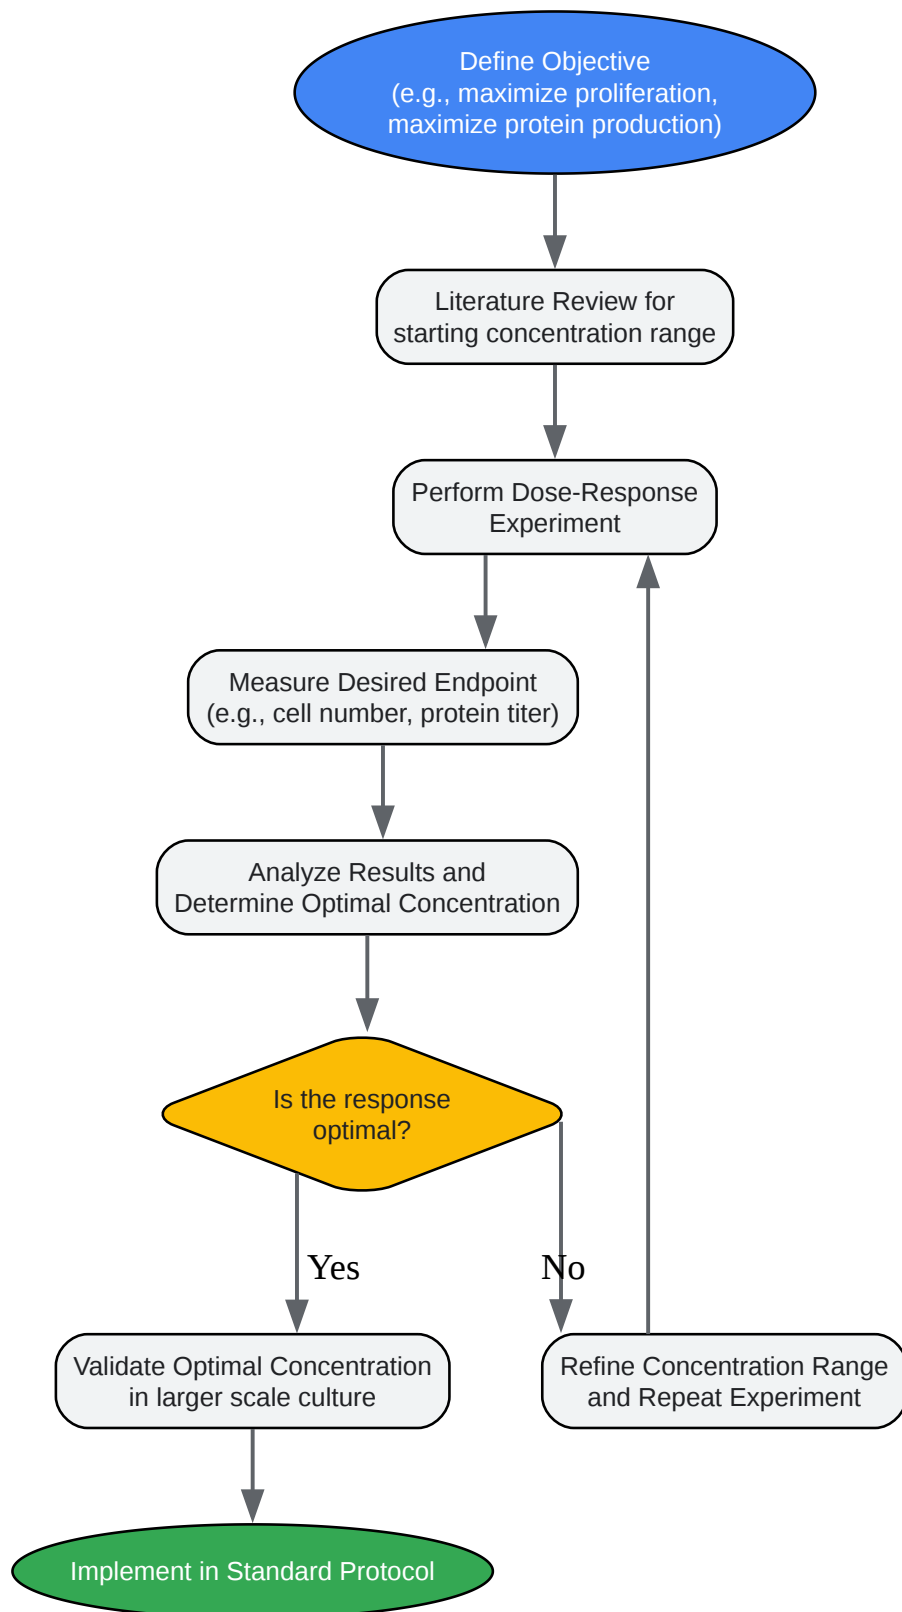 Define Objective
(e.g., maximize proliferation,
maximize protein production)
Literature Review for
starting concentration range
Perform Dose-Response
Experiment
Measure Desired Endpoint
(e.g., cell number, protein titer)
Analyze Results and
Determine Optimal Concentration
Is the response
optimal?
Yes
No
Validate Optimal Concentration
in larger scale culture
Refine Concentration Range
and Repeat Experiment
Implement in Standard Protocol